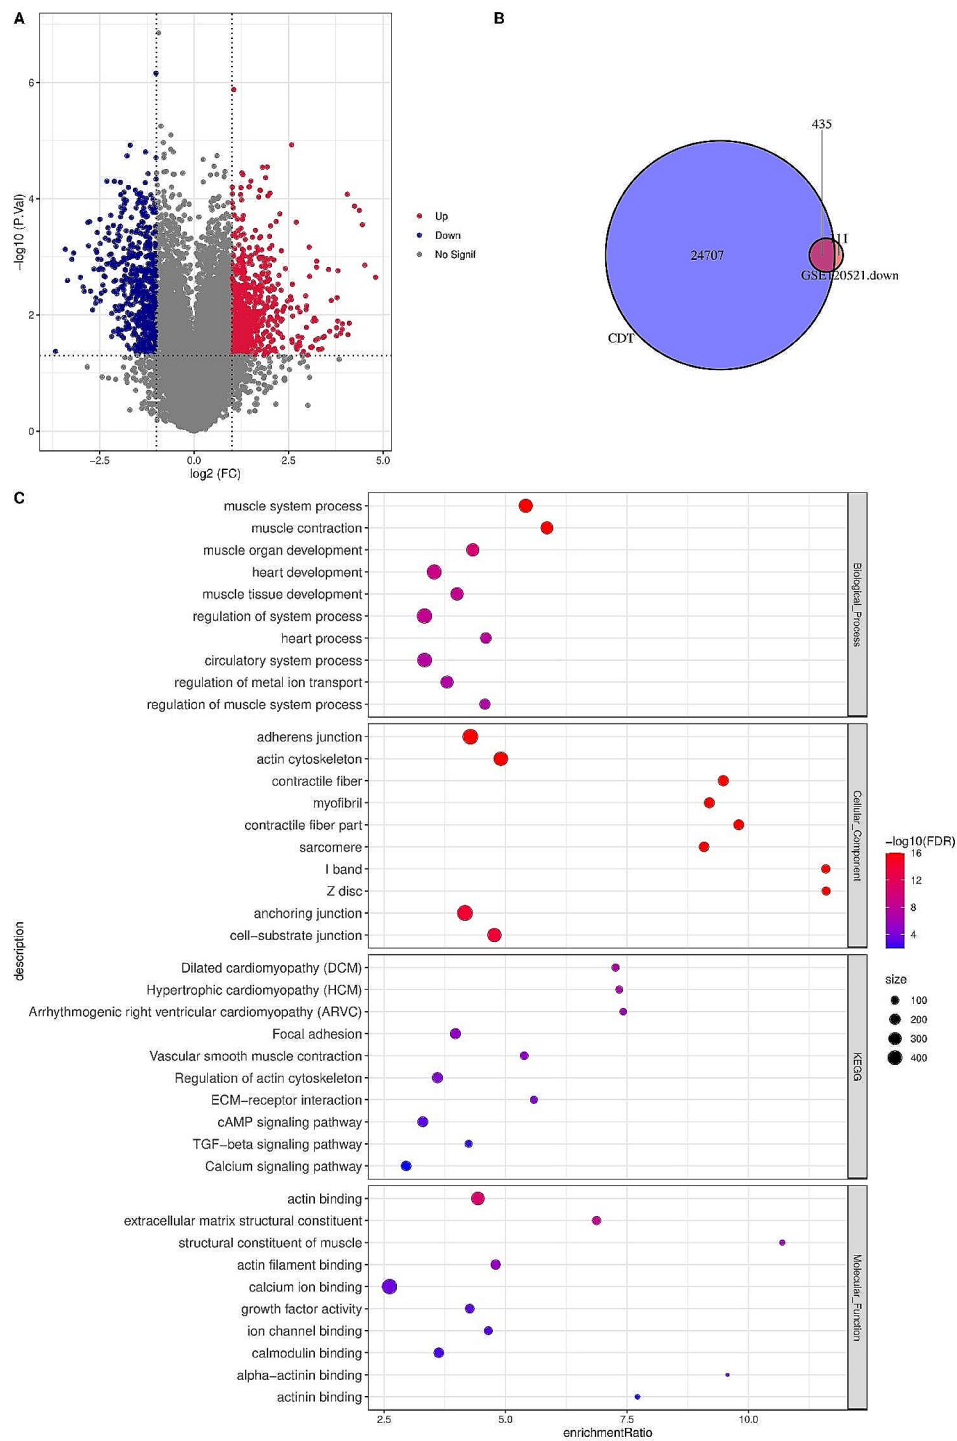 A
−log10 (P.Val)
6
4
2
0
−2.5 0.0 2.5 5.0
log2 (FC)
Up
Down
No Signif
B
435
24707
GSE120521.down
CDT
C
description
muscle system process
muscle contraction
muscle organ development
heart development
muscle tissue development
regulation of system process
heart process
circulatory system process
regulation of metal ion transport
regulation of muscle system process
Biological_Process
adherens junction
actin cytoskeleton
contractile fiber
myofibril
contractile fiber part
sarcomere
I band
Z disc
anchoring junction
cell−substrate junction
Cellular_Component
Dilated cardiomyopathy (DCM)
Hypertrophic cardiomyopathy (HCM)
Arrhythmogenic right ventricular cardiomyopathy (ARVC)
Focal adhesion
Vascular smooth muscle contraction
Regulation of actin cytoskeleton
ECM−receptor interaction
cAMP signaling pathway
TGF−beta signaling pathway
Calcium signaling pathway
KEGG
actin binding
extracellular matrix structural constituent
structural constituent of muscle
actin filament binding
calcium ion binding
growth factor activity
ion channel binding
calmodulin binding
alpha−actinin binding
actinin binding
Molecular_Function
2.5 5.0 7.5 10.0
enrichmentRatio
−log10(FDR)
16
12
8
4
size
100
200
300
400